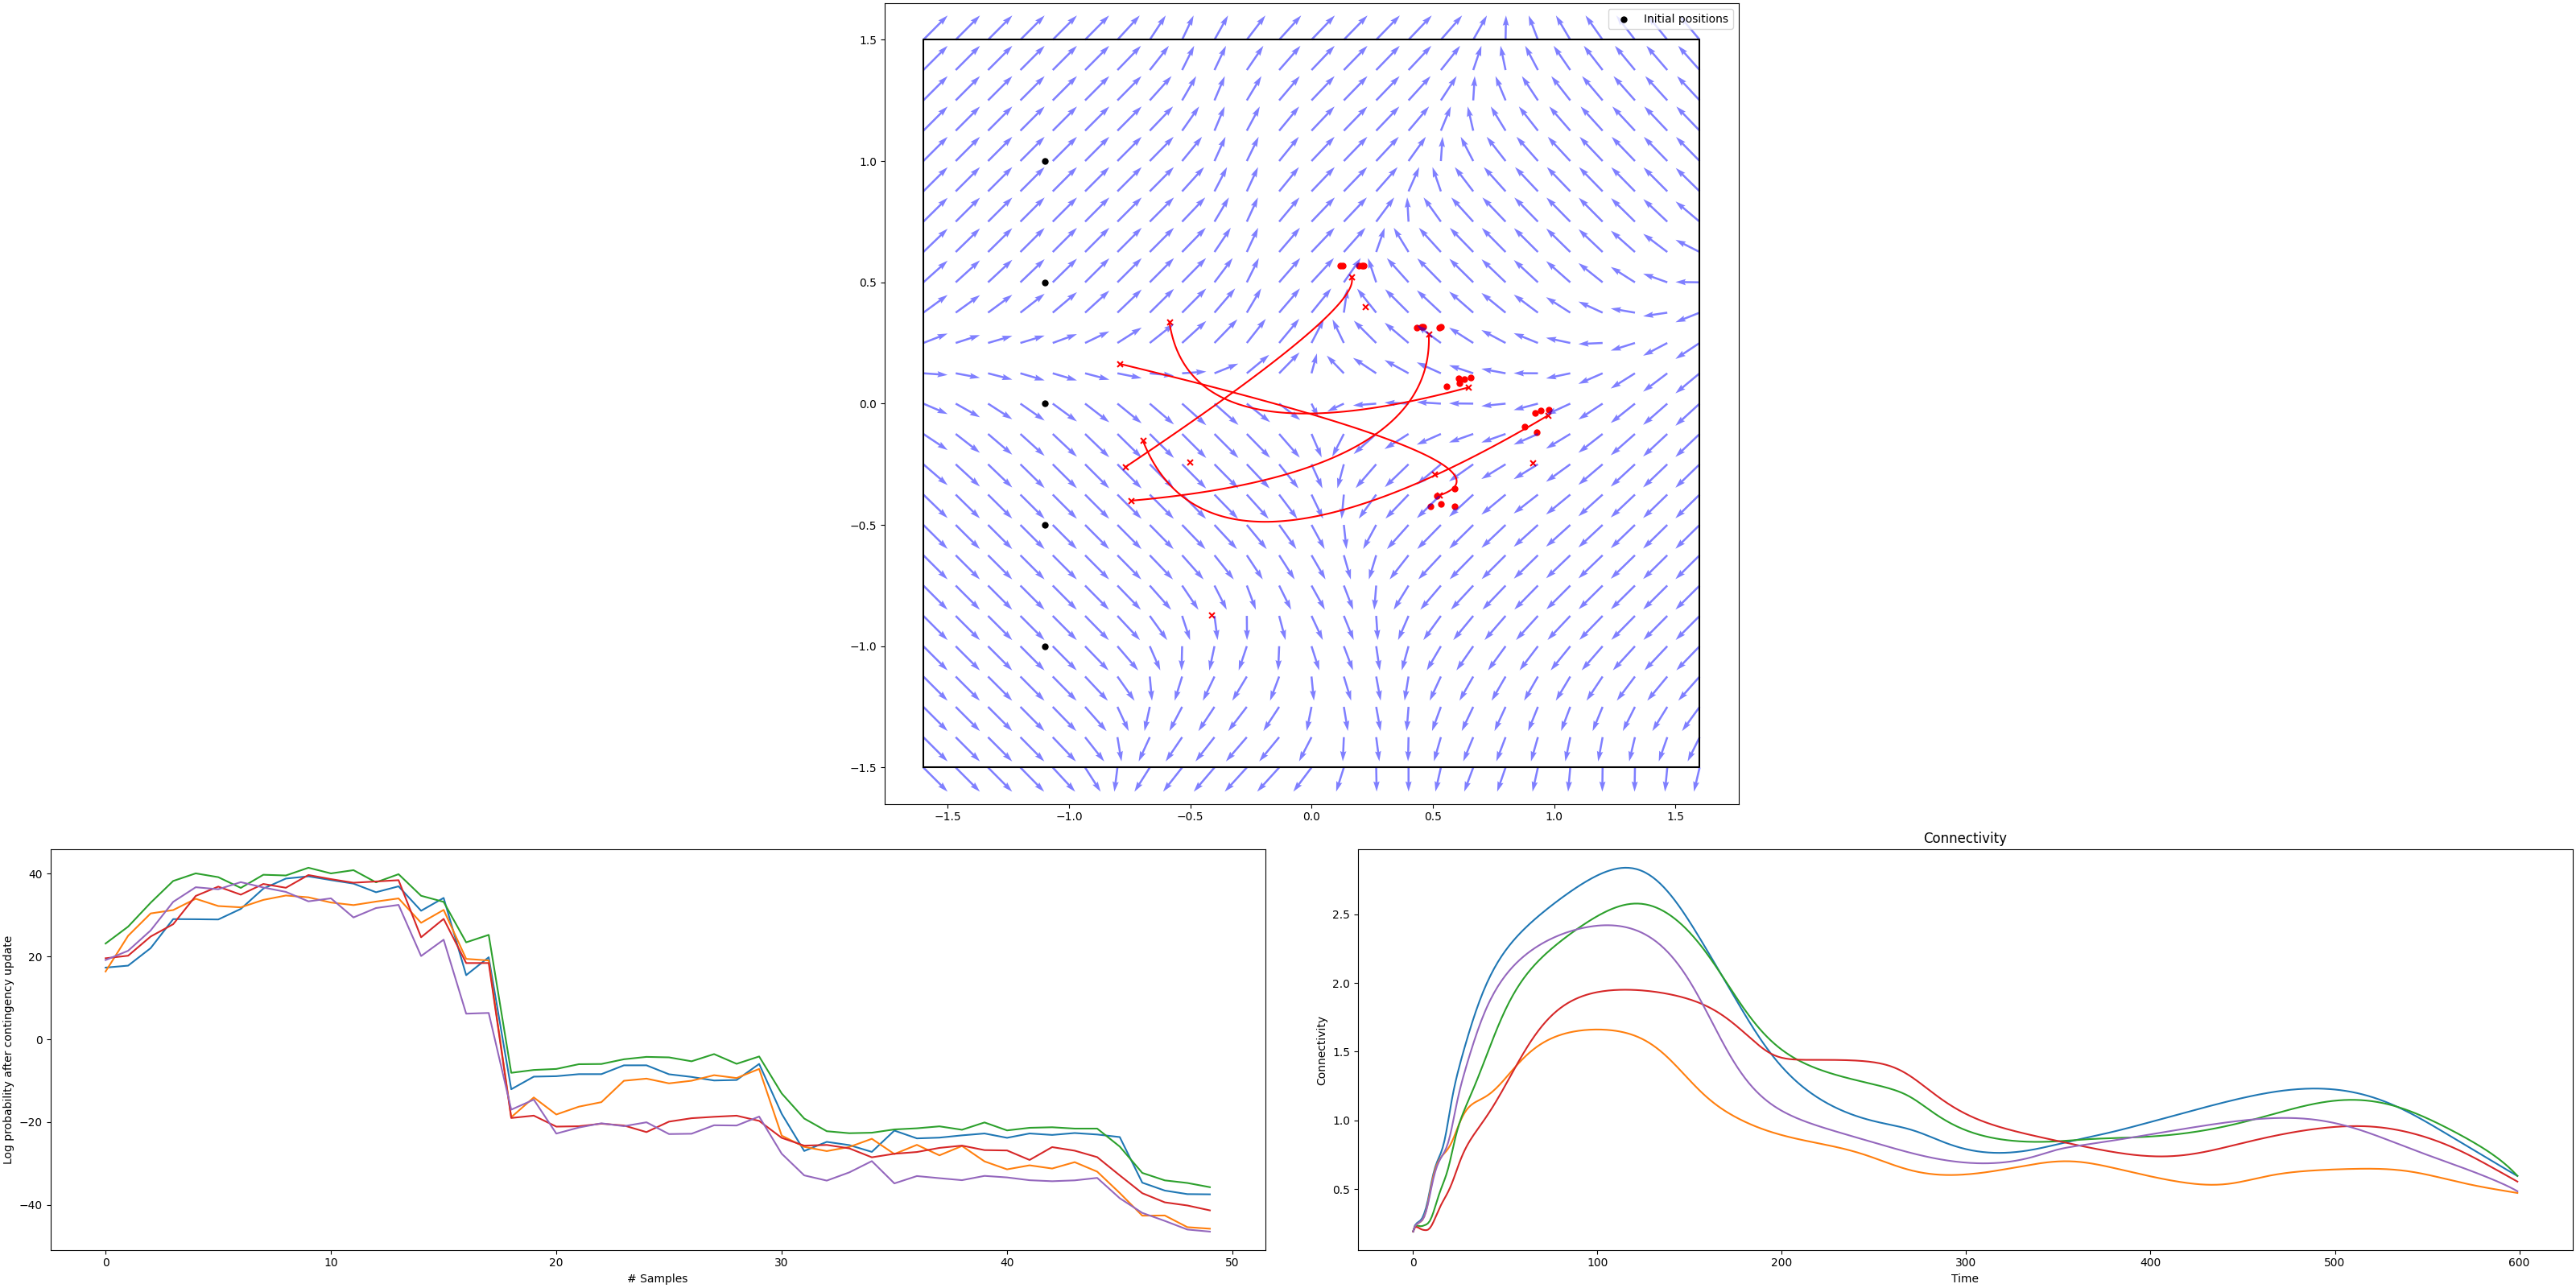 Initial positions
1.5
1.0
0.5
0.0
−0.5
−1.0
−1.5
−1.5 −1.0 −0.5 0.0 0.5 1.0 1.5
Log probability after contingency update
40
20
0
−20
−40
0 10 20 30 40 50
# Samples
Connectivity
Connectivity
2.5
2.0
1.5
1.0
0.5
0 100 200 300 400 500 600
Time